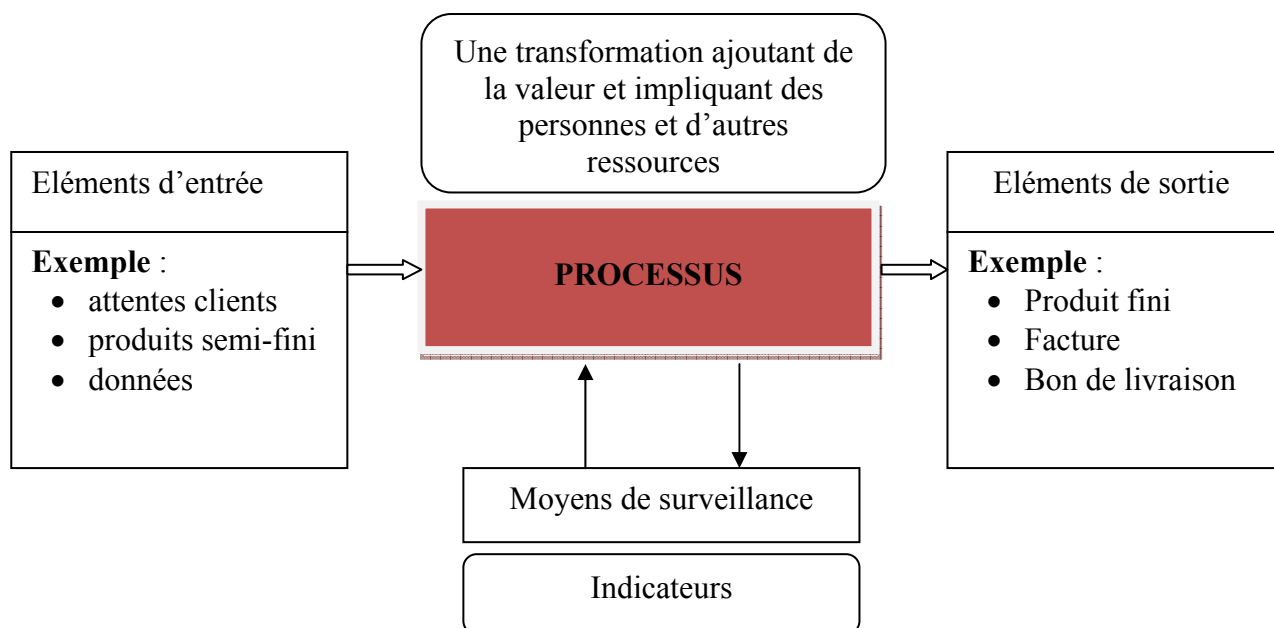 Une transformation ajoutant de
la valeur et impliquant des
personnes et d’autres
ressources
Eléments d’entrée
Exemple :
• attentes clients
• produits semi-fini
• données
PROCESSUS
Eléments de sortie
Exemple :
• Produit fini
• Facture
• Bon de livraison
Moyens de surveillance
Indicateurs